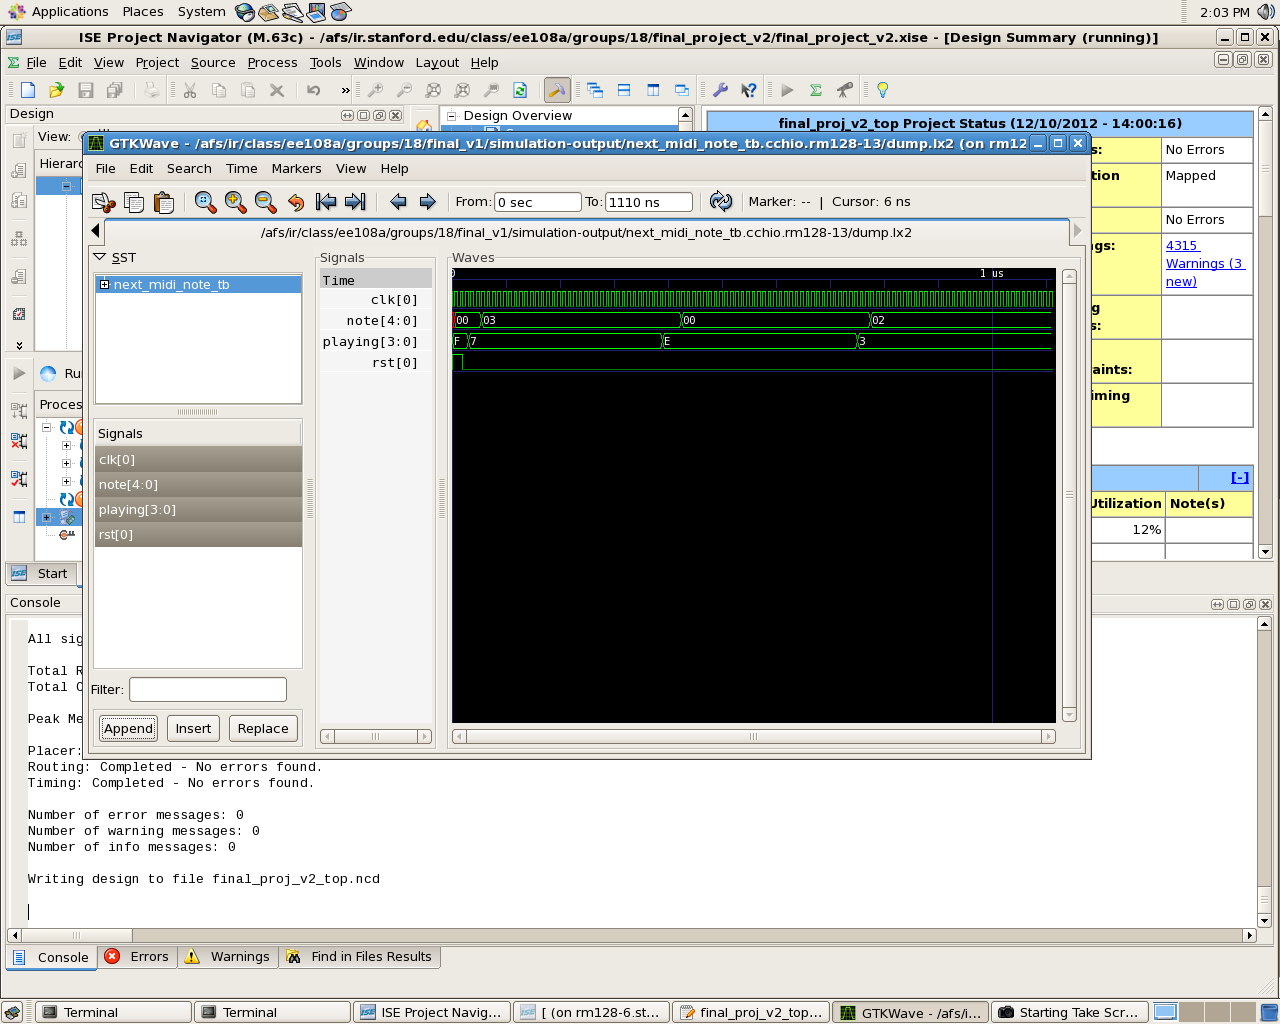 Applications Places System 2:03 PM
ISE Project Navigator (M.63c) - /afs/ir.stanford.edu/class/ee108a/groups/18/final_project_v2/final_project_v2.xise - [Design Summary (running)]
File Edit View Project Source Process Tools Window Layout Help
»
Design
View:
Hierarc
Design Overview
final_proj_v2_top Project Status (12/10/2012 - 14:00:16)
s: No Errors
tion Mapped
No Errors
gs: 4315
Warnings (3
new)
g
s:
aints:
iming
[-]
Utilization Note(s)
12%
GTKWave - /afs/ir/class/ee108a/groups/18/final_v1/simulation-output/next_midi_note_tb.cchio.rm128-13/dump.lx2 (on rm12
File Edit Search Time Markers View Help
From: 0 sec To: 1110 ns Marker: -- | Cursor: 6 ns
/afs/ir/class/ee108a/groups/18/final_v1/simulation-output/next_midi_note_tb.cchio.rm128-13/dump.lx2
SST
next_midi_note_tb
Signals
clk[0]
note[4:0]
playing[3:0]
rst[0]
Filter:
Append Insert Replace
Signals
Time
clk[0]
note[4:0]
playing[3:0]
rst[0]
Waves
0 1 us
00 03 00 02
F 7 E 3
Ru
Proces
Start
Console
All sig
Total R
Total C
Peak Me
Placer:
Routing: Completed - No errors found.
Timing: Completed - No errors found.
Number of error messages: 0
Number of warning messages: 0
Number of info messages: 0
Writing design to file final_proj_v2_top.ncd
Console Errors Warnings Find in Files Results
Terminal Terminal ISE Project Navig... [ (on rm128-6.st... final_proj_v2_top... GTKWave - /afs/i... Starting Take Scr...